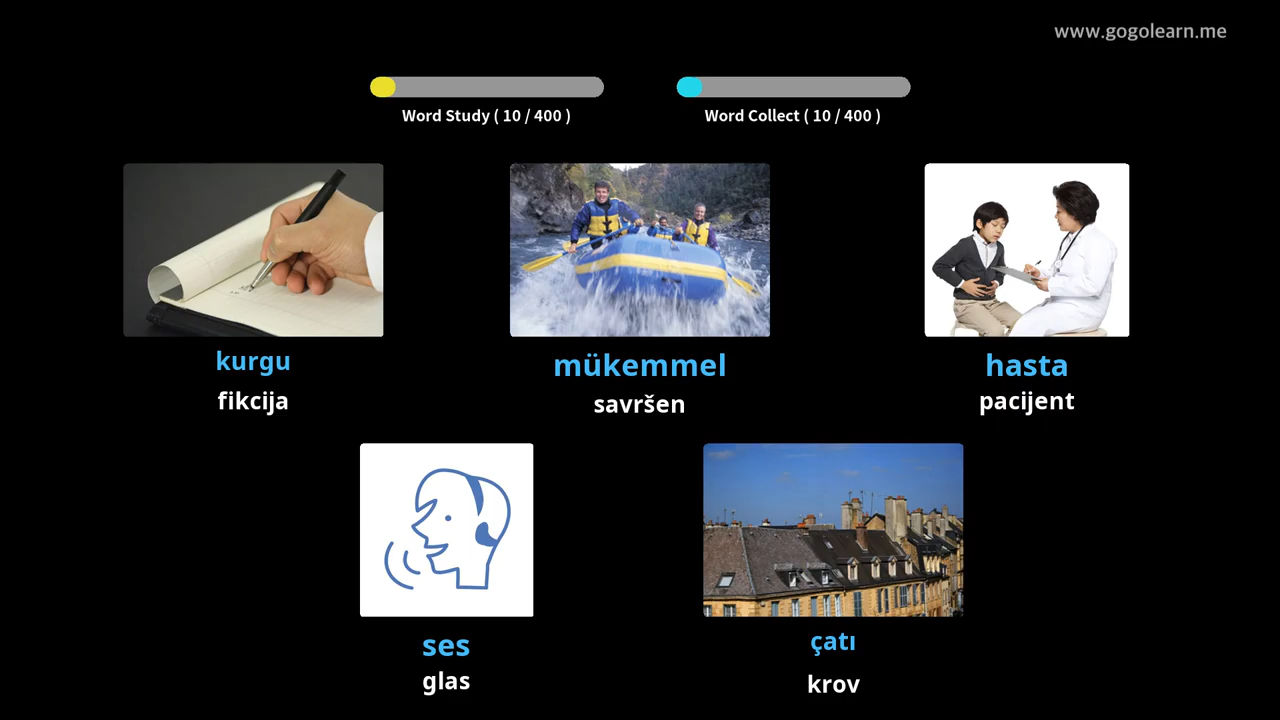 www.gogolearn.me
Word Study ( 10 / 400 )
Word Collect ( 10 / 400 )
kurgu
fikcija
mükemmel
savršen
hasta
pacijent
ses
glas
çatı
krov